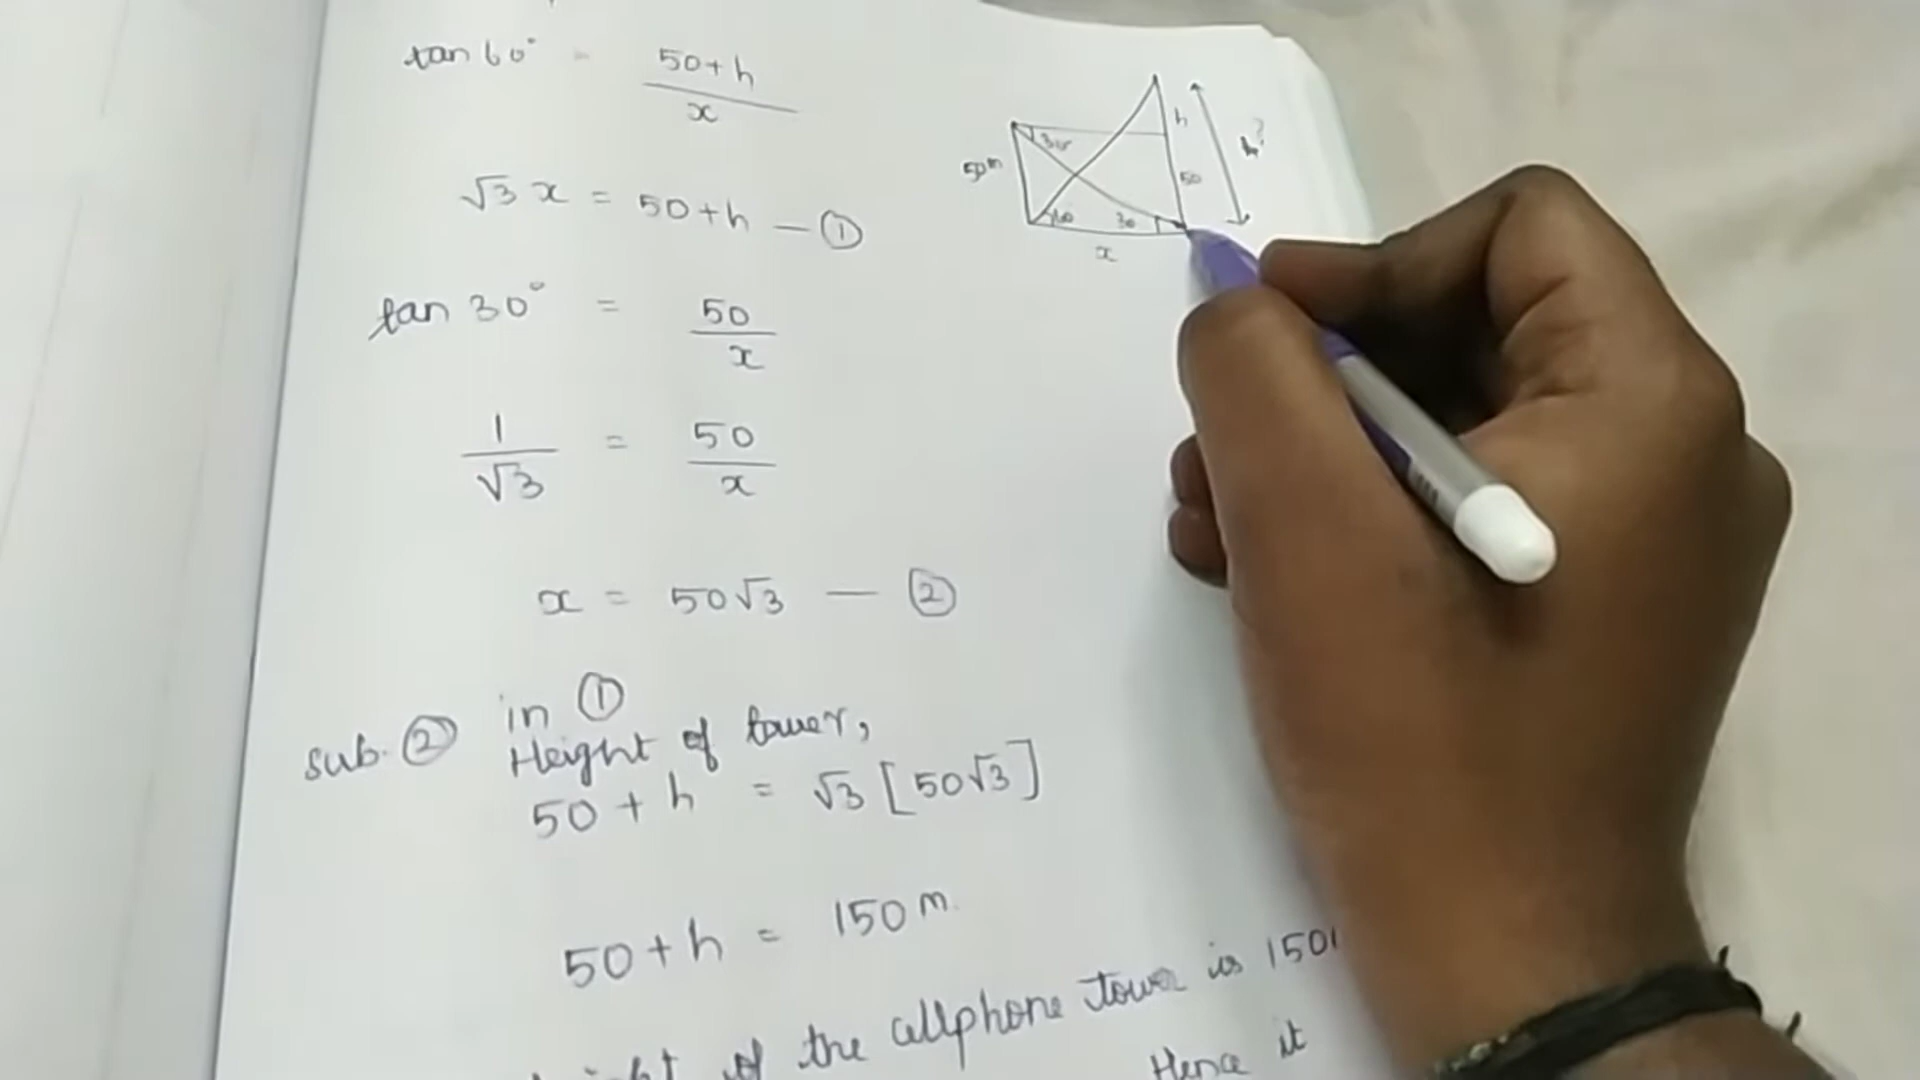 tan 60° = 50+h / x
√3 x = 50+h — ①
tan 30° = 50 / x
1 / √3 = 50 / x
x = 50√3 — ②
sub. ② in ①
Height of tower,
50 + h = √3 [50√3]
50 + h = 150 m.
of the cellphone tower is 150
Hence it
h
h?
30°
50m
50
60
30
x